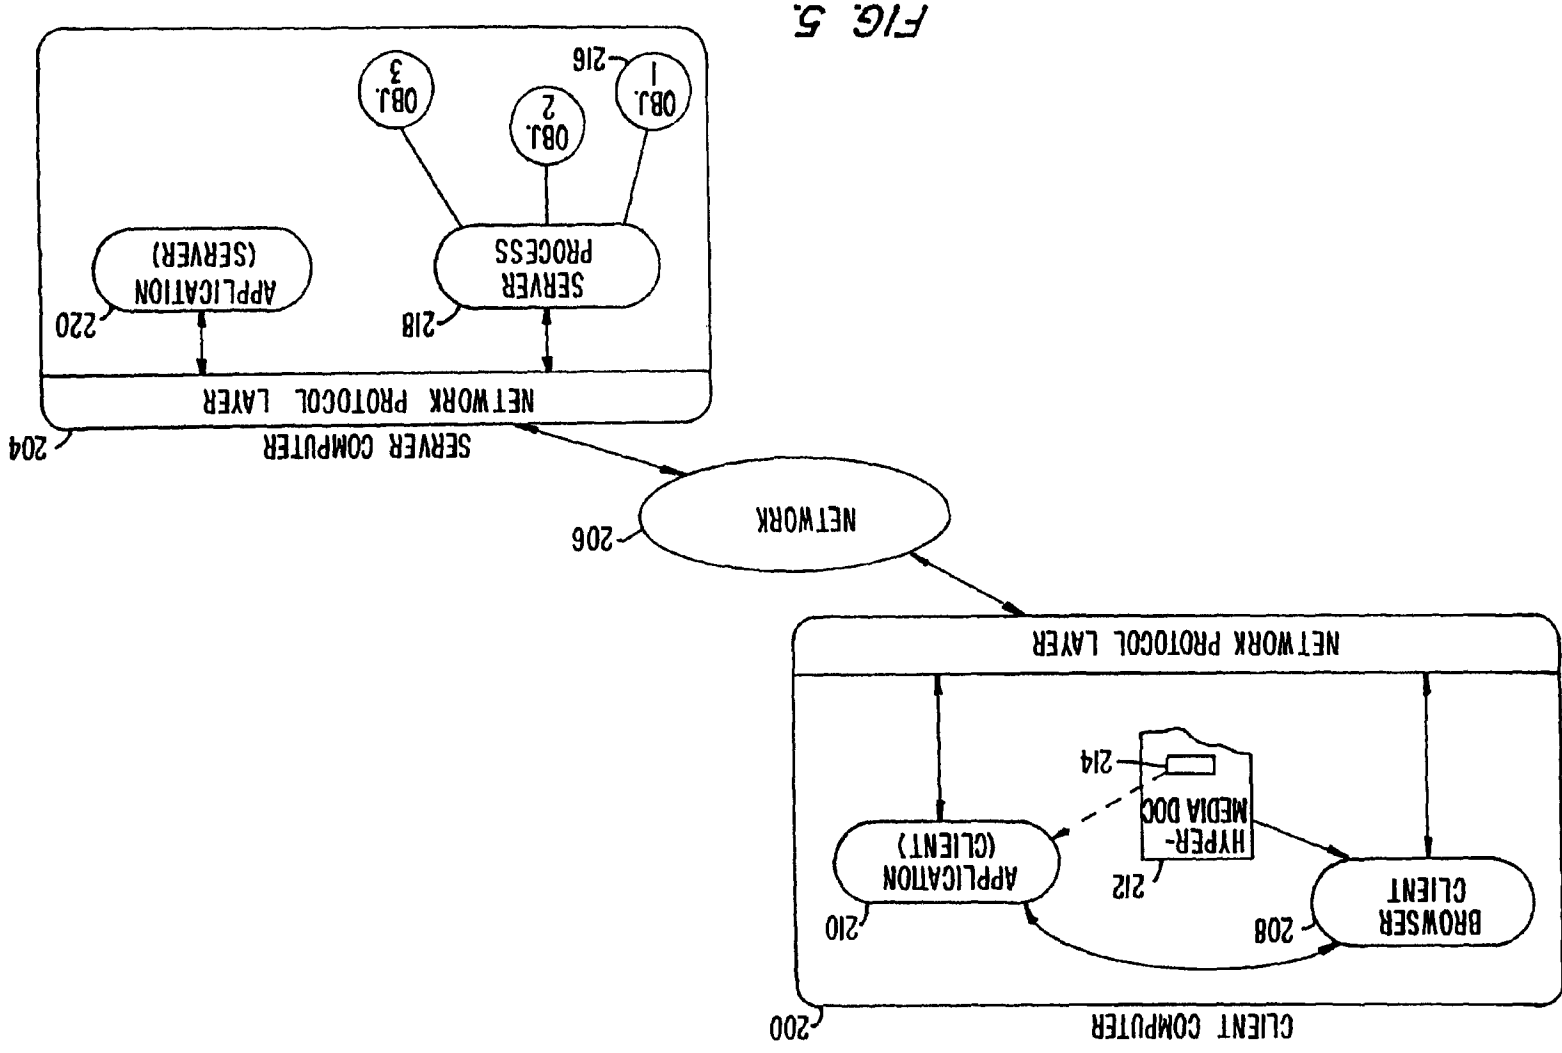 CLIENT COMPUTER
200
BROWSER
CLIENT
208
APPLICATION
(CLIENT)
210
212
HYPER-
MEDIA DOC
214
NETWORK PROTOCOL LAYER
NETWORK
206
SERVER COMPUTER
204
NETWORK PROTOCOL LAYER
SERVER
PROCESS
218
APPLICATION
(SERVER)
220
OBJ.
1
216
OBJ.
2
OBJ.
3
FIG. 5.